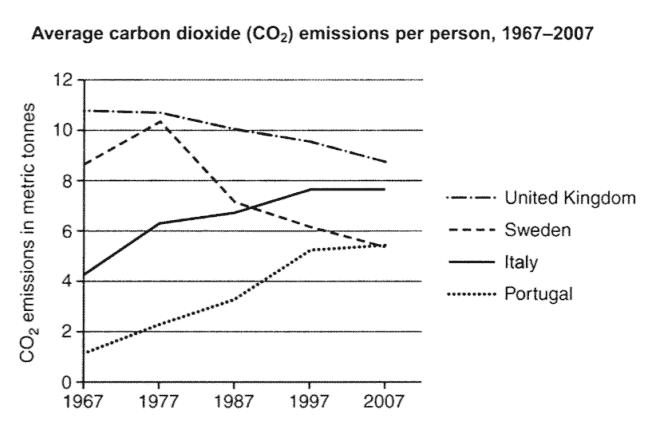 Average carbon dioxide (CO₂) emissions per person, 1967–2007
CO₂ emissions in metric tonnes
12
10
8
6
4
2
0
1967 1977 1987 1997 2007
United Kingdom
Sweden
Italy
Portugal